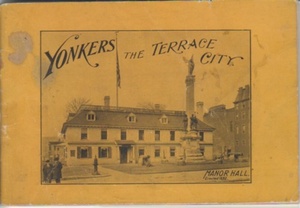 YONKERS THE TERRACE
CITY.
MANOR HALL.